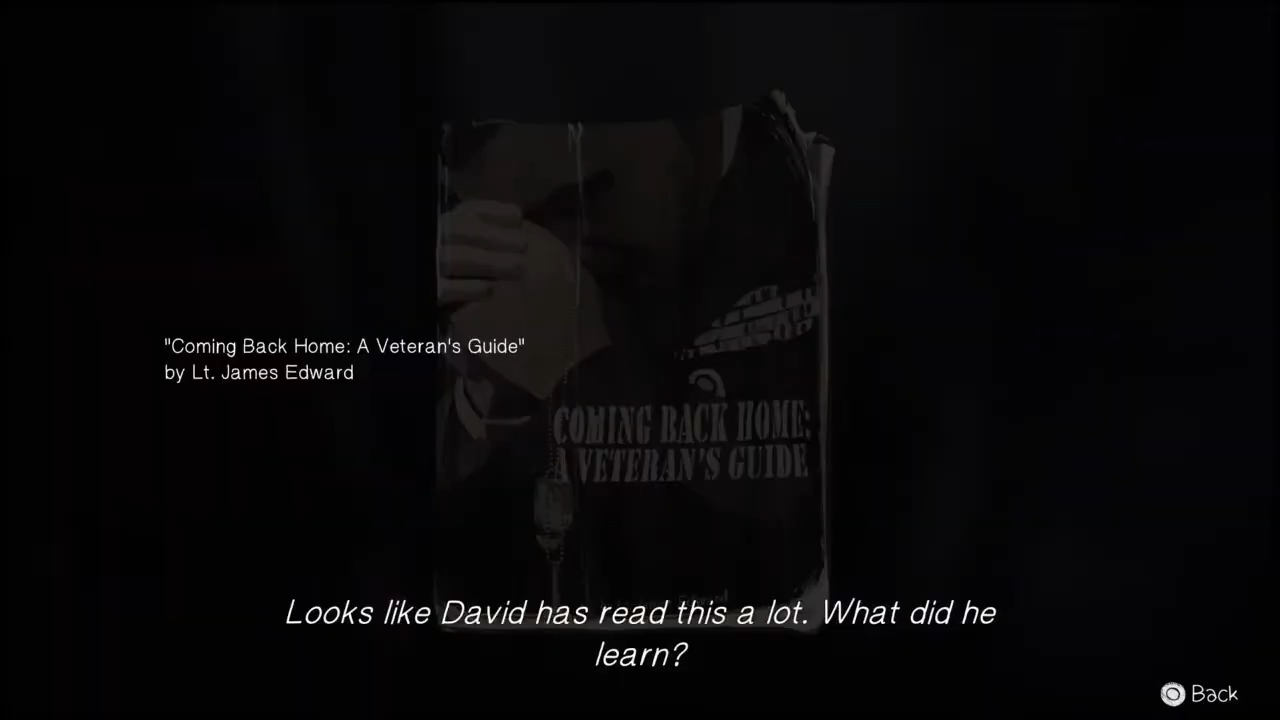 "Coming Back Home: A Veteran's Guide"
by Lt. James Edward
COMING BACK HOME:
A VETERAN'S GUIDE
Edward
Looks like David has read this a lot. What did he
learn?
Back